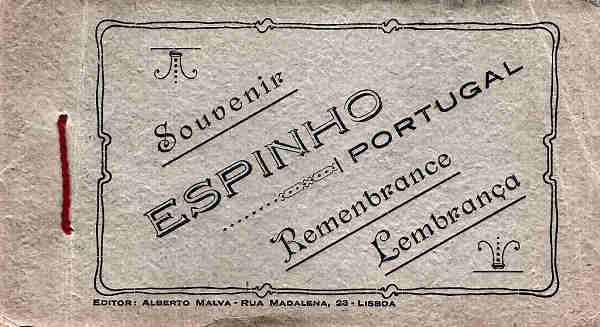 Souvenir
ESPINHO
PORTUGAL
Remenbrance
Lembrança
EDITOR: ALBERTO MALVA - RUA MADALENA, 23 - LISBOA